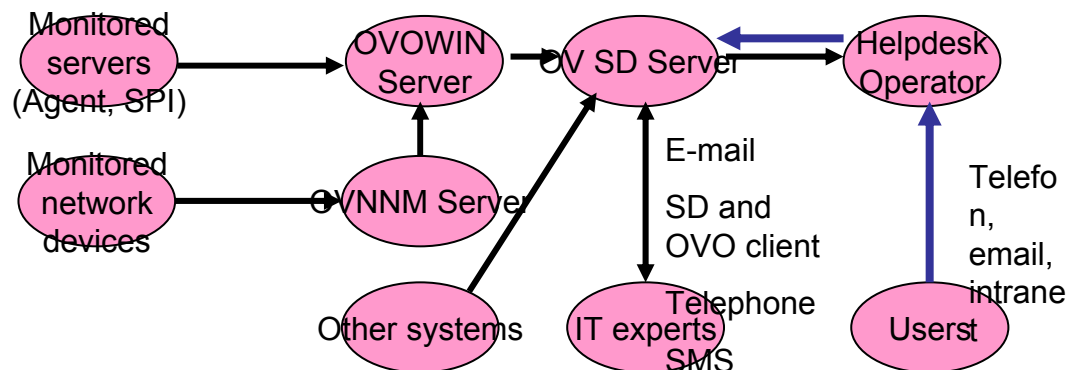 Monitored
servers
(Agent, SPI)
OVOWIN
Server
OV SD Server
Helpdesk
Operator
Monitored
network
devices
OVNNM Server
E-mail
SD and
OVO client
Telephone
SMS
Telefo
n,
email,
intrane
t
Other systems
IT experts
Users